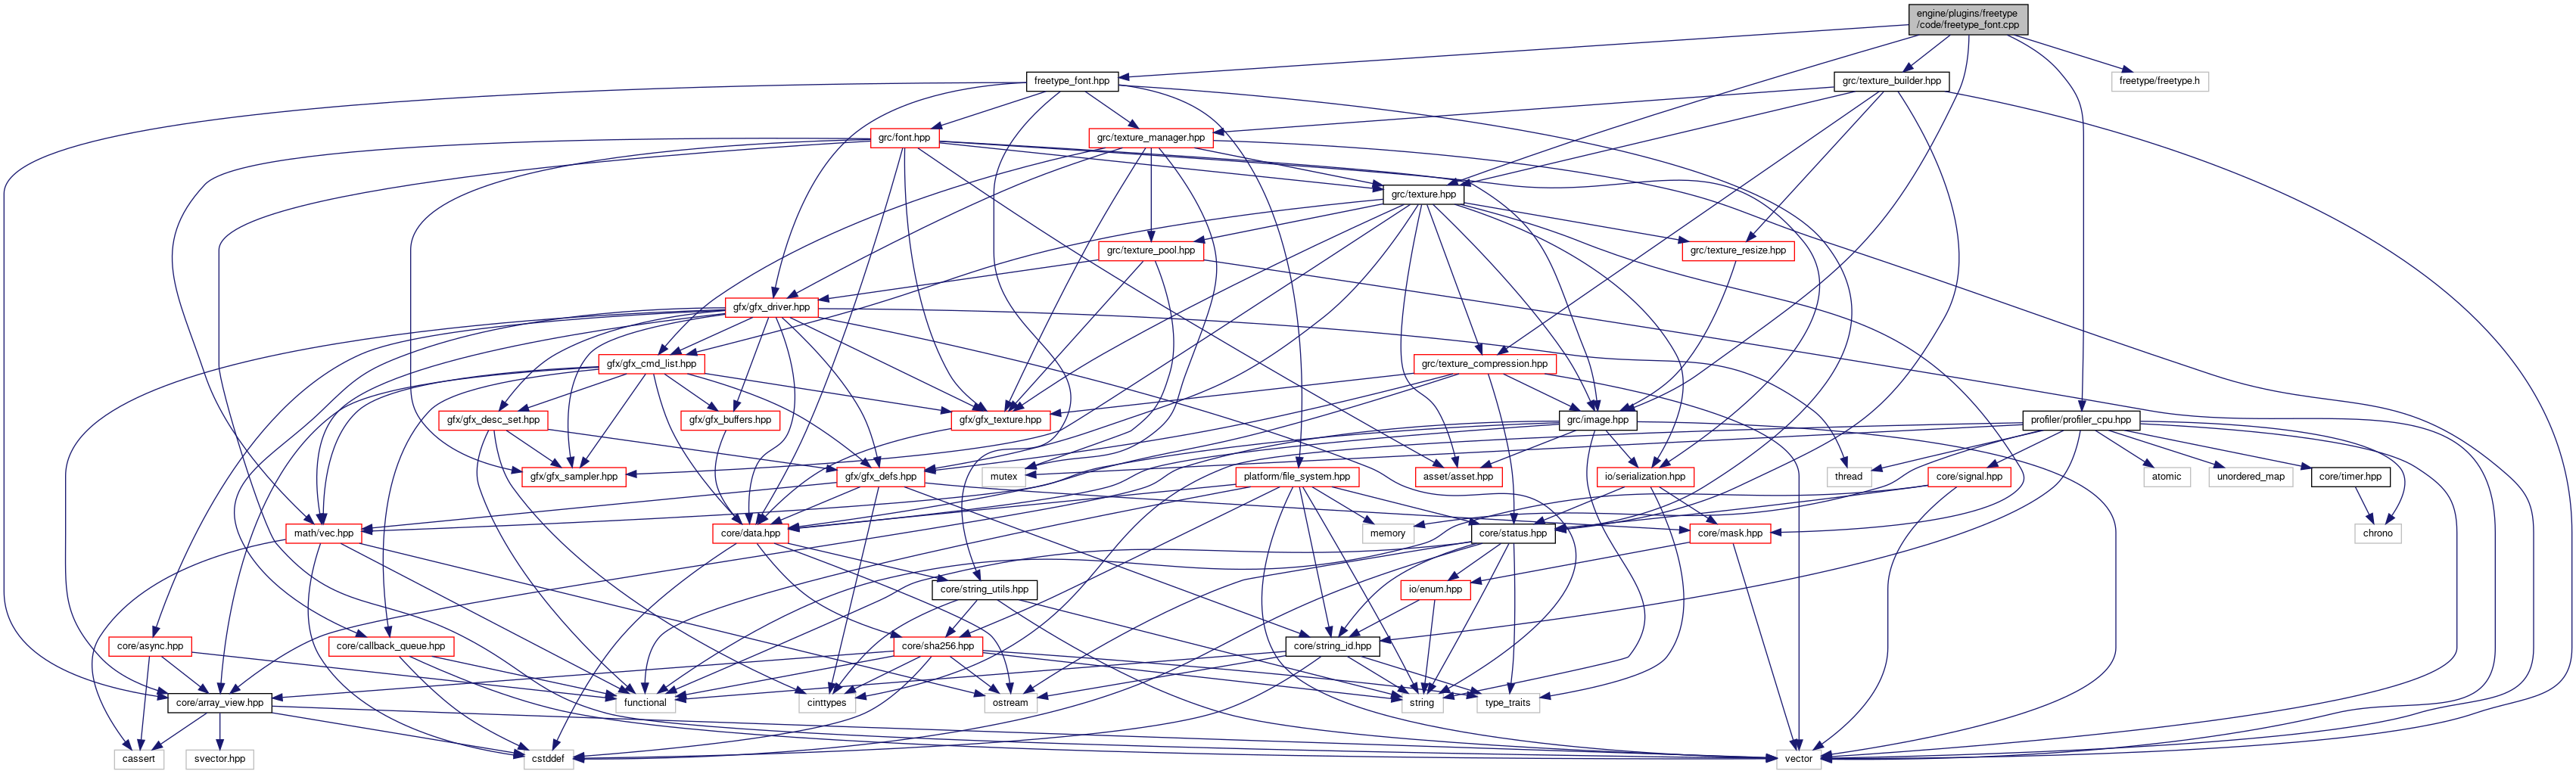 engine/plugins/freetype
/code/freetype_font.cpp
freetype_font.hpp
grc/texture_builder.hpp
freetype/freetype.h
grc/font.hpp
grc/texture_manager.hpp
grc/texture.hpp
grc/texture_pool.hpp
grc/texture_resize.hpp
gfx/gfx_driver.hpp
gfx/gfx_cmd_list.hpp
grc/texture_compression.hpp
gfx/gfx_desc_set.hpp
gfx/gfx_buffers.hpp
gfx/gfx_texture.hpp
grc/image.hpp
profiler/profiler_cpu.hpp
gfx/gfx_sampler.hpp
gfx/gfx_defs.hpp
mutex
platform/file_system.hpp
asset/asset.hpp
io/serialization.hpp
thread
core/signal.hpp
atomic
unordered_map
core/timer.hpp
math/vec.hpp
core/data.hpp
memory
core/status.hpp
core/mask.hpp
chrono
core/string_utils.hpp
io/enum.hpp
core/async.hpp
core/callback_queue.hpp
core/sha256.hpp
core/string_id.hpp
core/array_view.hpp
functional
cinttypes
ostream
string
type_traits
cassert
svector.hpp
cstddef
vector